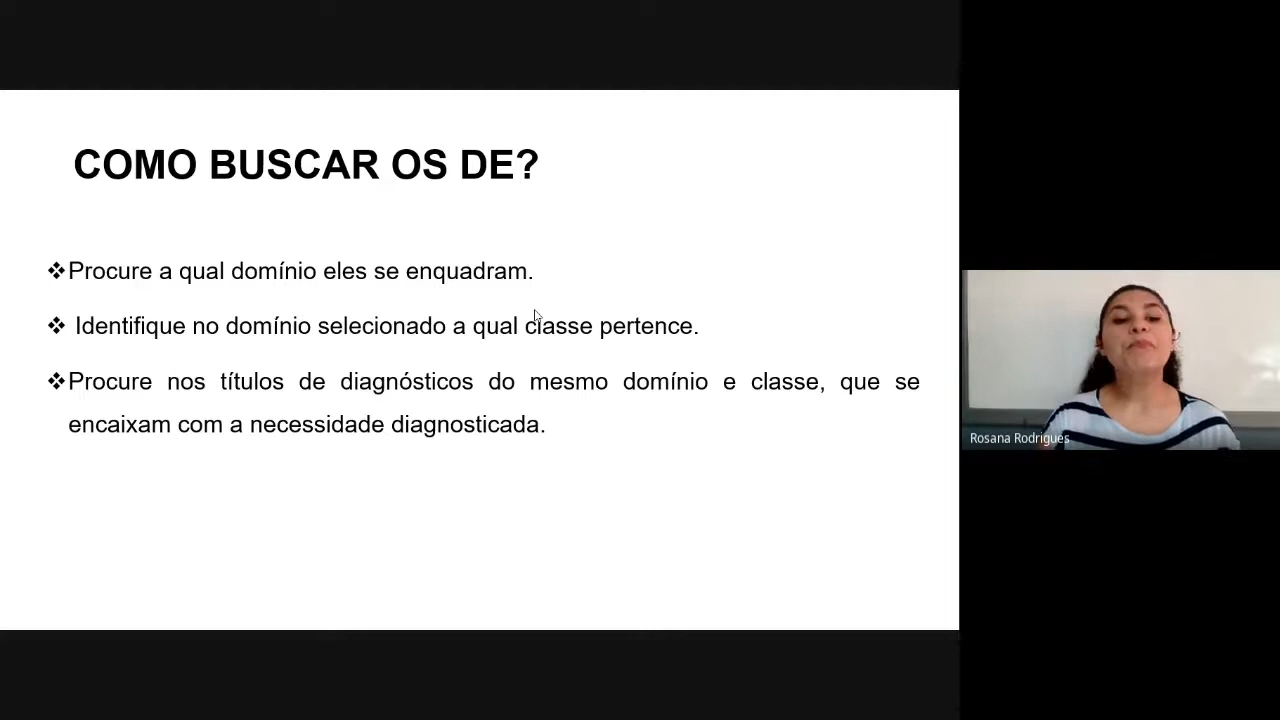 COMO BUSCAR OS DE?
❖Procure a qual domínio eles se enquadram.
❖ Identifique no domínio selecionado a qual classe pertence.
❖Procure nos títulos de diagnósticos do mesmo domínio e classe, que se
encaixam com a necessidade diagnosticada.
Rosana Rodrigues